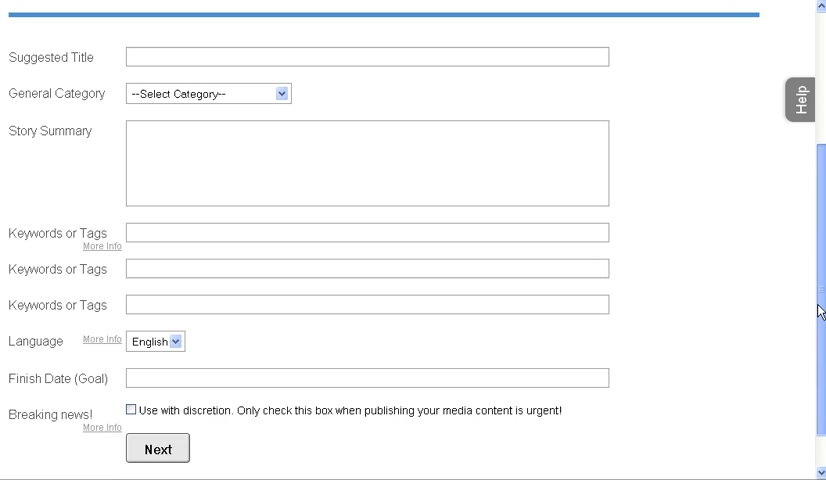 Suggested Title
General Category --Select Category--
Help
Story Summary
Keywords or Tags
More Info
Keywords or Tags
Keywords or Tags
Language More Info English
Finish Date (Goal)
Breaking news! Use with discretion. Only check this box when publishing your media content is urgent!
More Info
Next